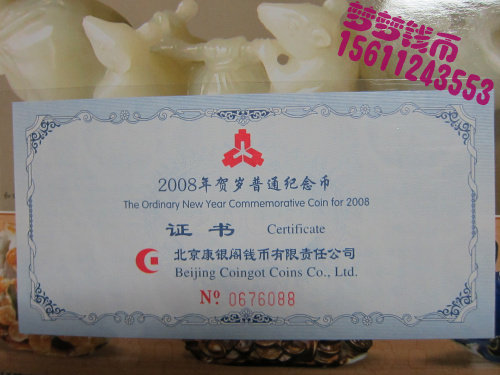 梦梦钱币
15611243553
2008年贺岁普通纪念币
The Ordinary New Year Commemorative Coin for 2008
证书 Certificate
北京康银阁钱币有限责任公司
Beijing Coingot Coins Co., Ltd.
No. 0676088